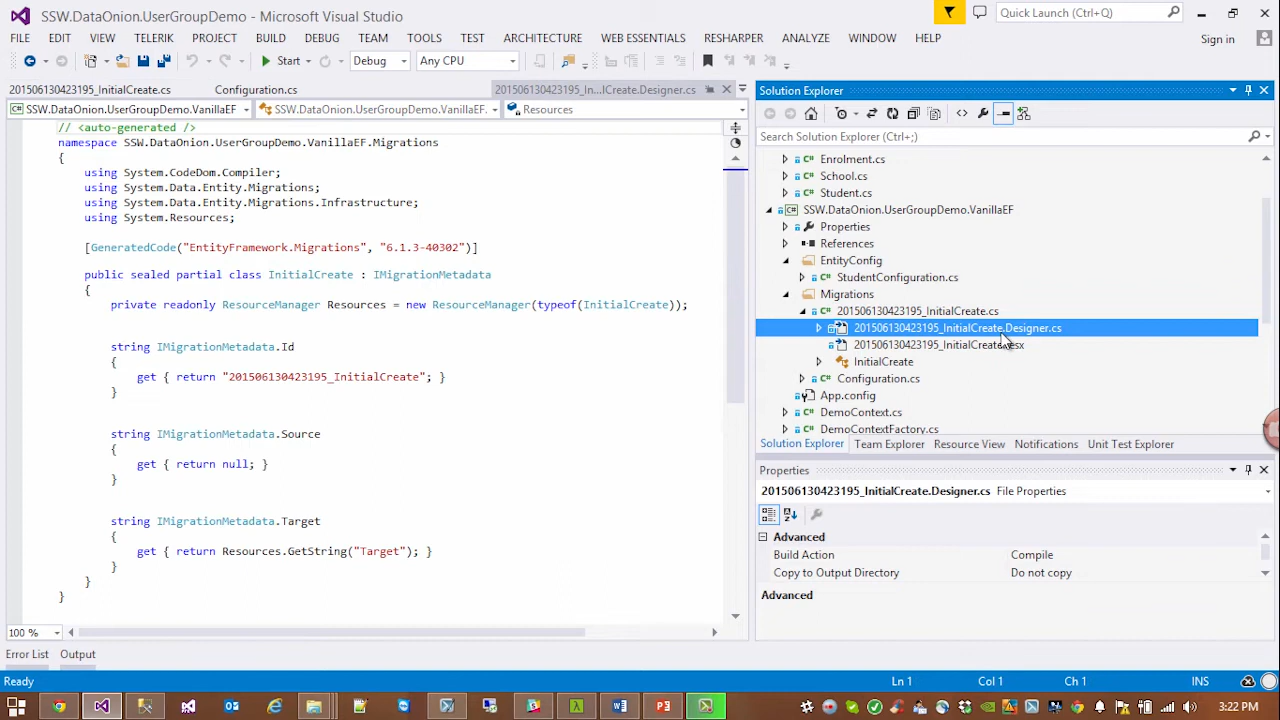 SSW.DataOnion.UserGroupDemo - Microsoft Visual Studio
Quick Launch (Ctrl+Q)
FILE EDIT VIEW TELERIK PROJECT BUILD DEBUG TEAM TOOLS TEST ARCHITECTURE WEB ESSENTIALS RESHARPER ANALYZE WINDOW HELP
Sign in
Start Debug Any CPU
201506130423195_InitialCreate.cs Configuration.cs 201506130423195_In...lCreate.Designer.cs
SSW.DataOnion.UserGroupDemo.VanillaEF SSW.DataOnion.UserGroupDemo.VanillaEF. Resources
// <auto-generated />
namespace SSW.DataOnion.UserGroupDemo.VanillaEF.Migrations
{
using System.CodeDom.Compiler;
using System.Data.Entity.Migrations;
using System.Data.Entity.Migrations.Infrastructure;
using System.Resources;
[GeneratedCode("EntityFramework.Migrations", "6.1.3-40302")]
public sealed partial class InitialCreate : IMigrationMetadata
{
private readonly ResourceManager Resources = new ResourceManager(typeof(InitialCreate));
string IMigrationMetadata.Id
{
get { return "201506130423195_InitialCreate"; }
}
string IMigrationMetadata.Source
{
get { return null; }
}
string IMigrationMetadata.Target
{
get { return Resources.GetString("Target"); }
}
}
}
100 %
Error List Output
Solution Explorer
Search Solution Explorer (Ctrl+;)
Enrolment.cs
School.cs
Student.cs
SSW.DataOnion.UserGroupDemo.VanillaEF
Properties
References
EntityConfig
StudentConfiguration.cs
Migrations
201506130423195_InitialCreate.cs
201506130423195_InitialCreate.Designer.cs
201506130423195_InitialCreate.resx
InitialCreate
Configuration.cs
App.config
DemoContext.cs
DemoContextFactory.cs
Solution Explorer Team Explorer Resource View Notifications Unit Test Explorer
Properties
201506130423195_InitialCreate.Designer.cs File Properties
Advanced
Build Action Compile
Copy to Output Directory Do not copy
Advanced
Ready Ln 1 Col 1 Ch 1 INS
3:22 PM